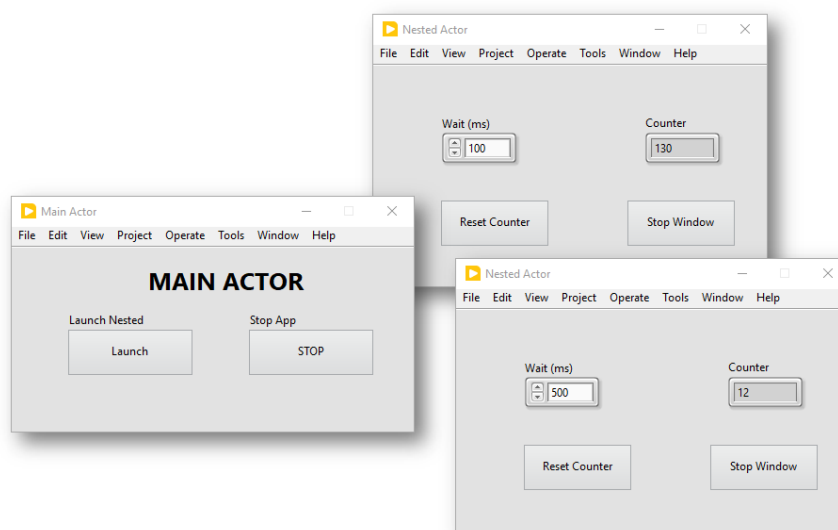 Nested Actor
File Edit View Project Operate Tools Window Help
Wait (ms) Counter
100 130
Reset Counter Stop Window
Main Actor
File Edit View Project Operate Tools Window Help
MAIN ACTOR
Launch Nested Stop App
Launch STOP
Nested Actor
File Edit View Project Operate Tools Window Help
Wait (ms) Counter
500 12
Reset Counter Stop Window